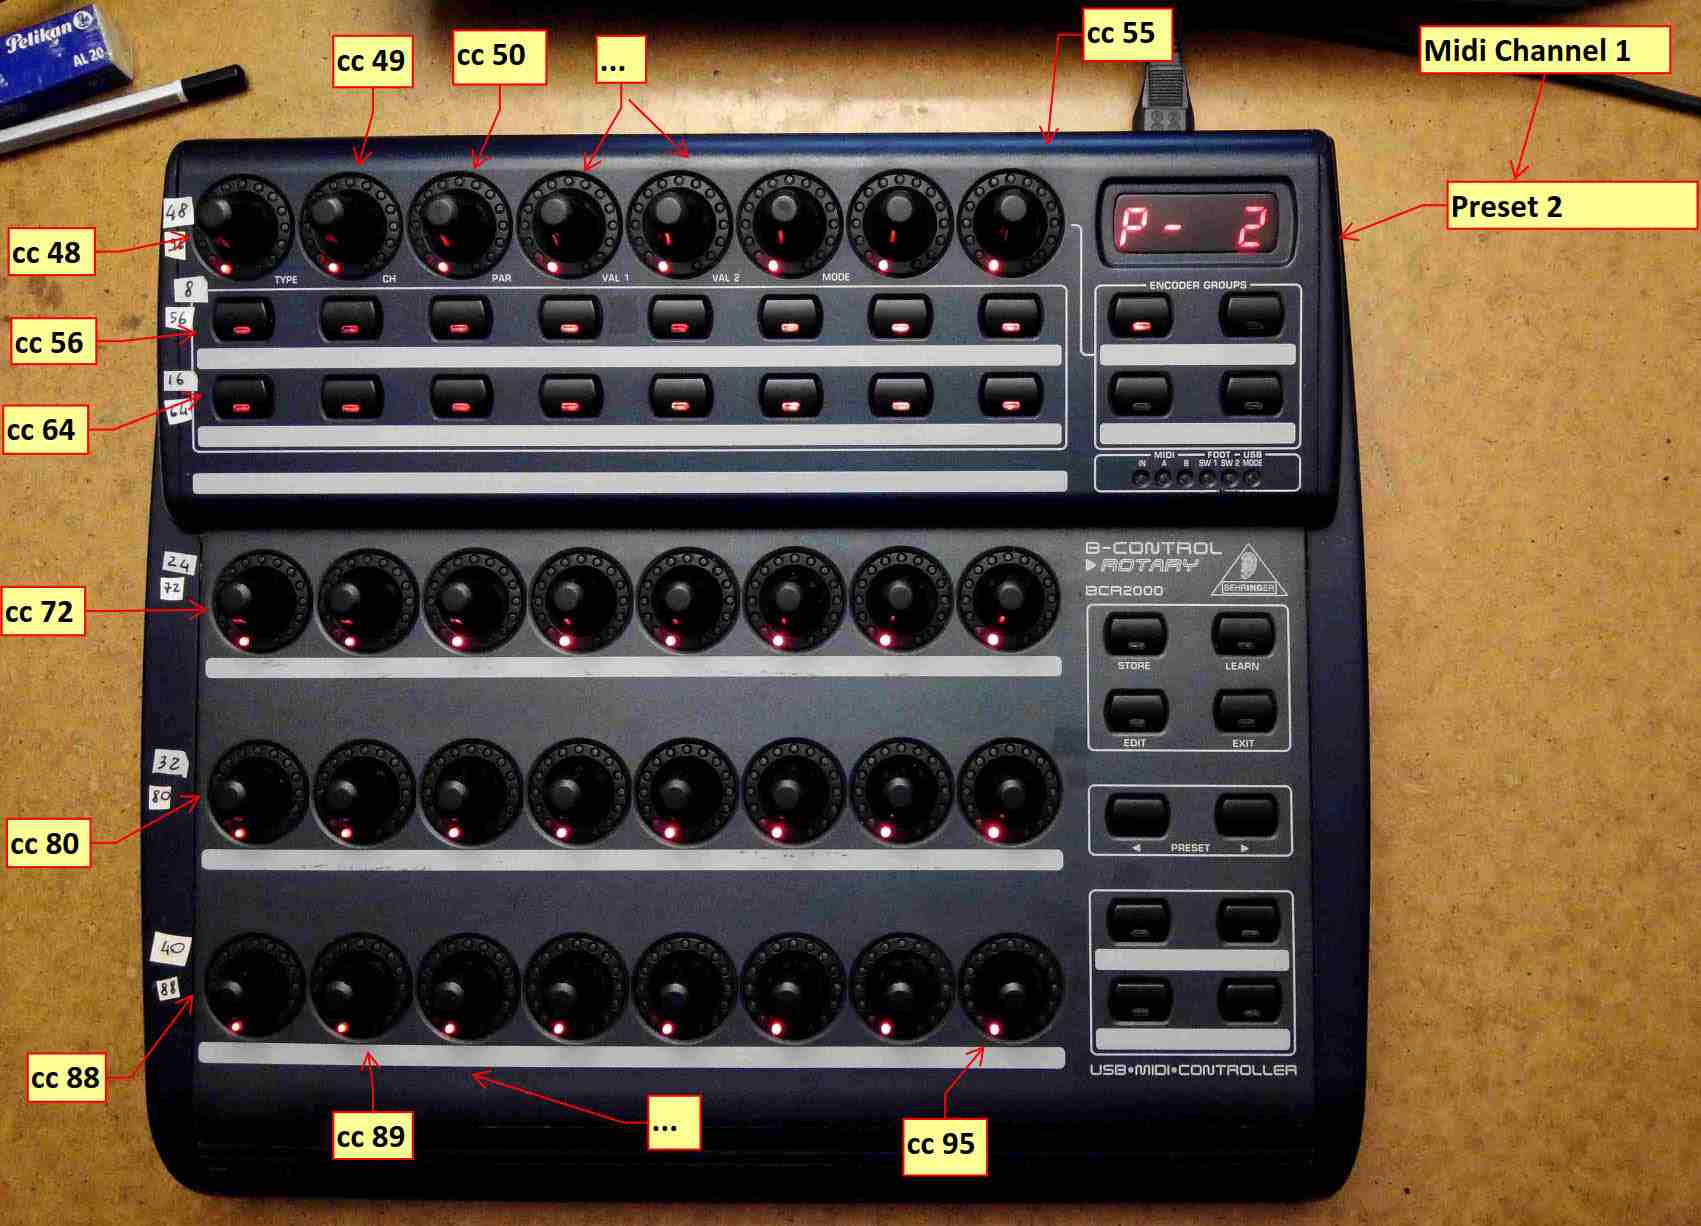 Pelikan
AL 20
cc 49
cc 50
...
cc 55
Midi Channel 1
Preset 2
P- 2
48
cc 48
TYPE
CH
PAR
VAL 1
VAL 2
MODE
8
56
cc 56
ENCODER GROUPS
16
64
cc 64
MIDI
FOOT
USB
IN
A
B
SW 1
SW 2
MODE
B-CONTROL
ROTARY
BCR2000
BEHRINGER
24
72
cc 72
STORE
LEARN
EDIT
EXIT
32
80
cc 80
PRESET
40
88
cc 88
USB•MIDI•CONTROLLER
cc 89
...
cc 95